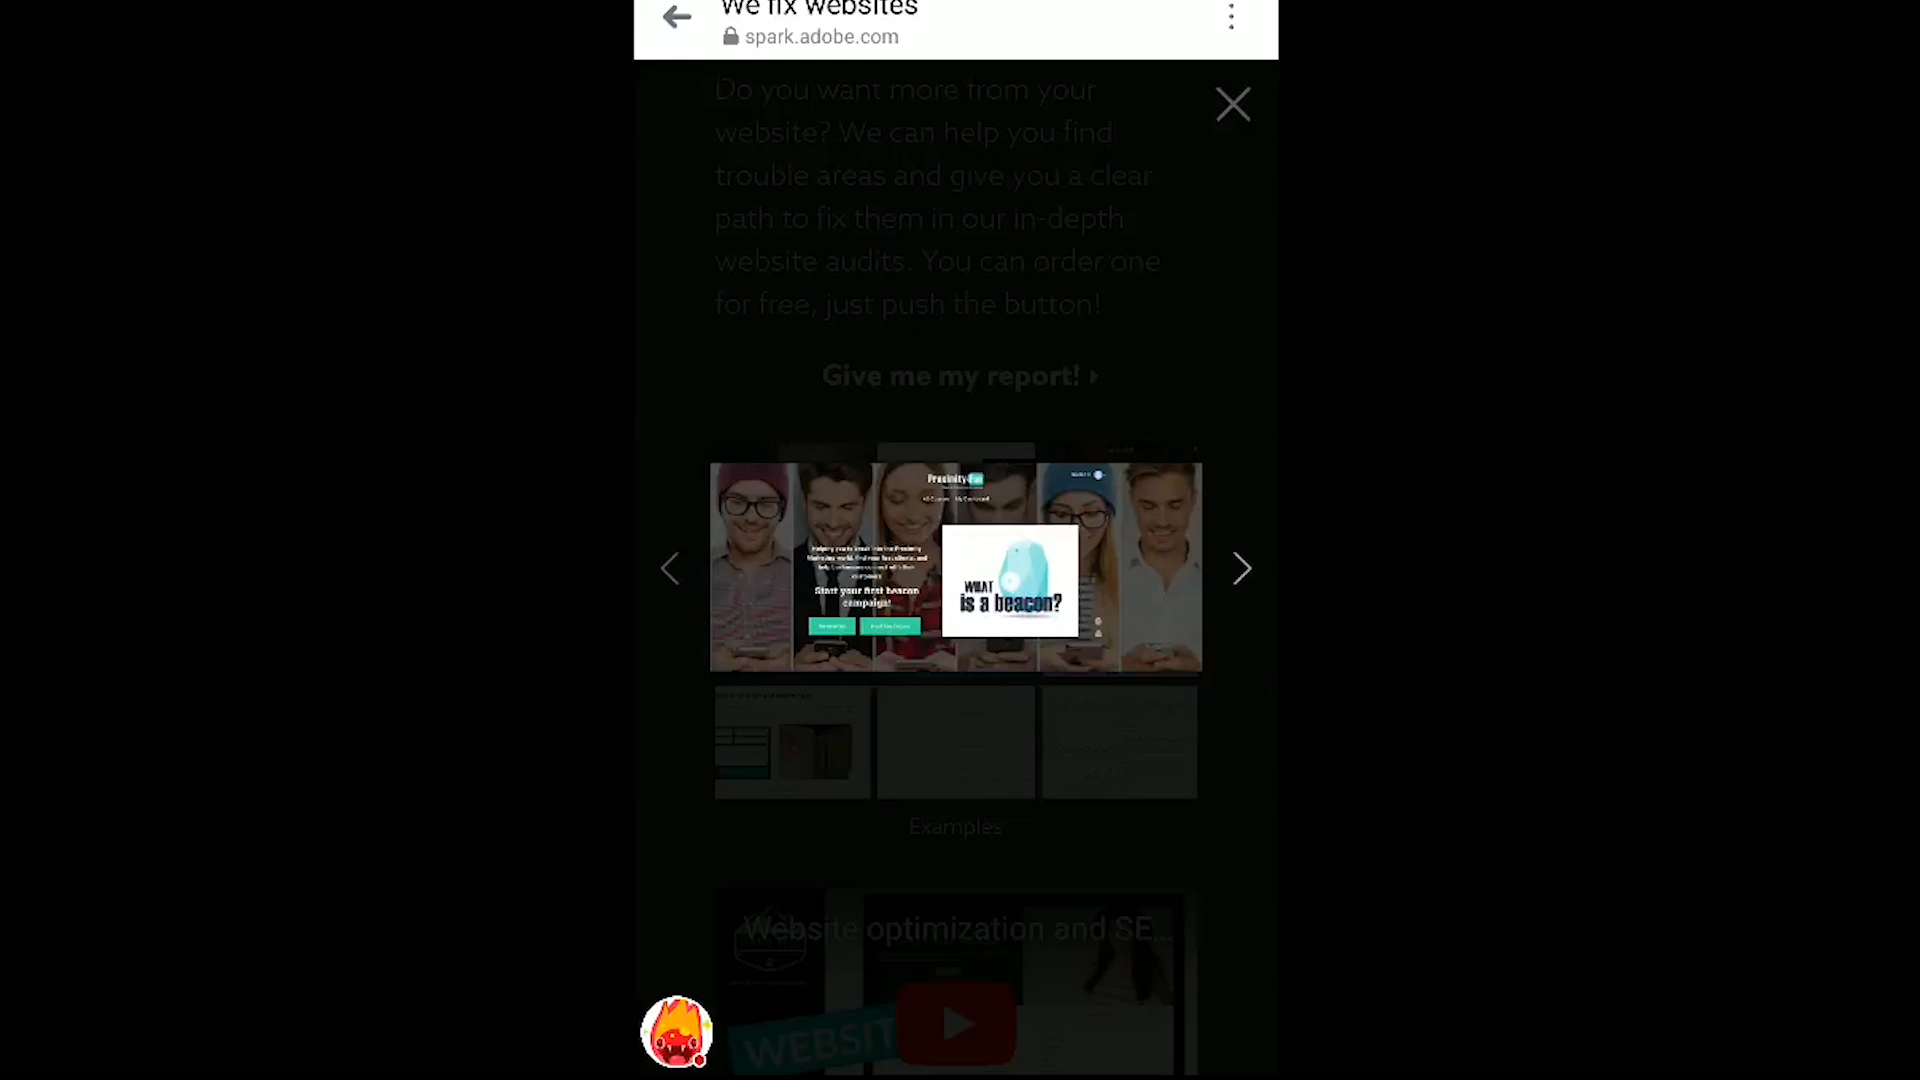 We fix websites
spark.adobe.com
Do you want more from your
website? We can help you find
trouble areas and give you a clear
path to fix them in our in-depth
website audits. You can order one
for free, just push the button!
Give me my report!
Proximity
Start your first beacon
campaign!
WHAT
is a beacon?
Examples
Website optimization and SE...
WEBSIT